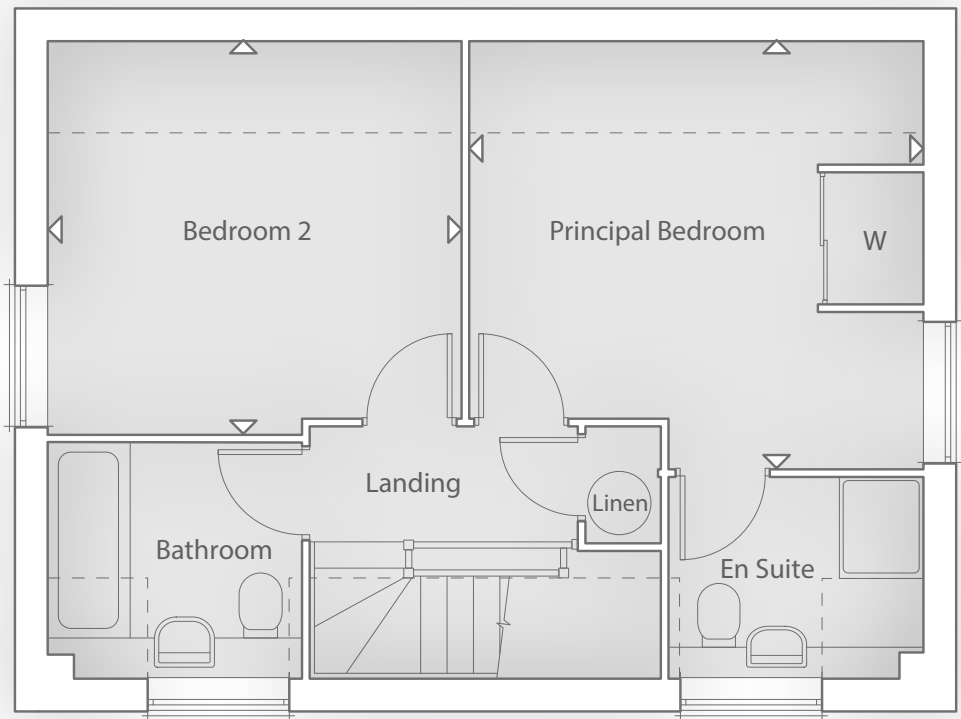 Bedroom 2
Principal Bedroom
W
Landing
Linen
Bathroom
En Suite